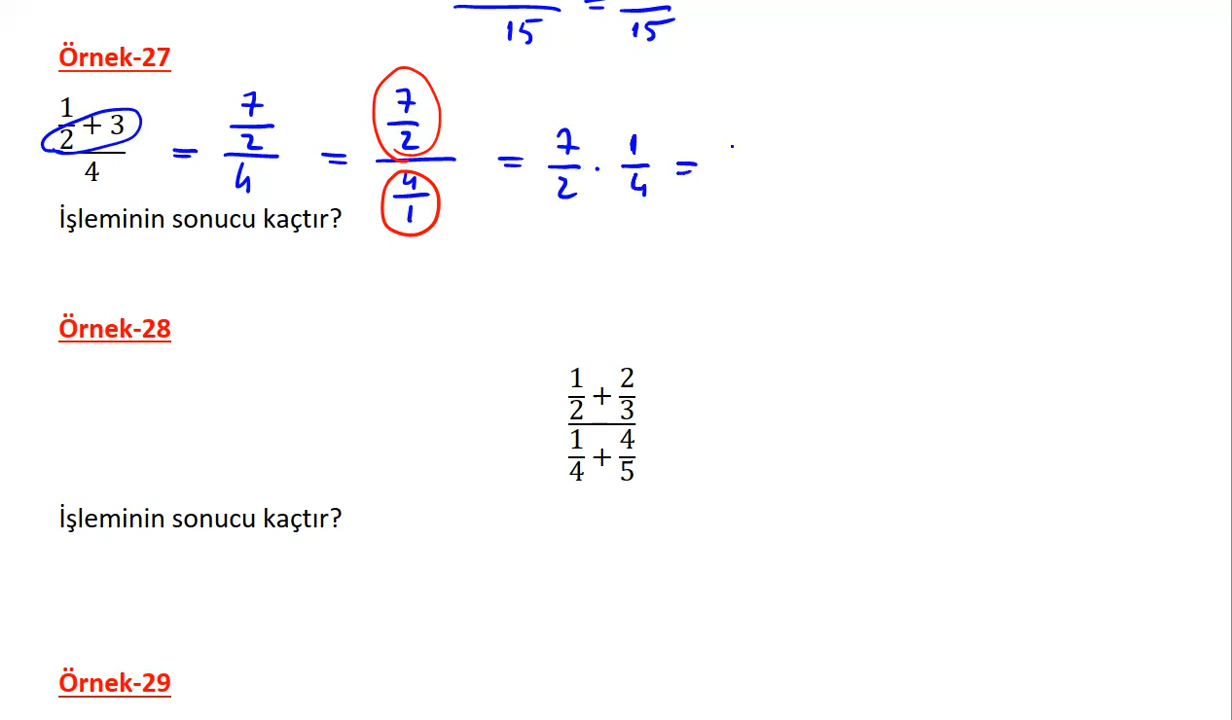 15 = 15
Örnek-27
(1/2 + 3)/4 = (7/2)/4 = (7/2)/(4/1) = 7/2 · 1/4 =
İşleminin sonucu kaçtır?
Örnek-28
(1/2 + 2/3)/(1/4 + 4/5)
İşleminin sonucu kaçtır?
Örnek-29